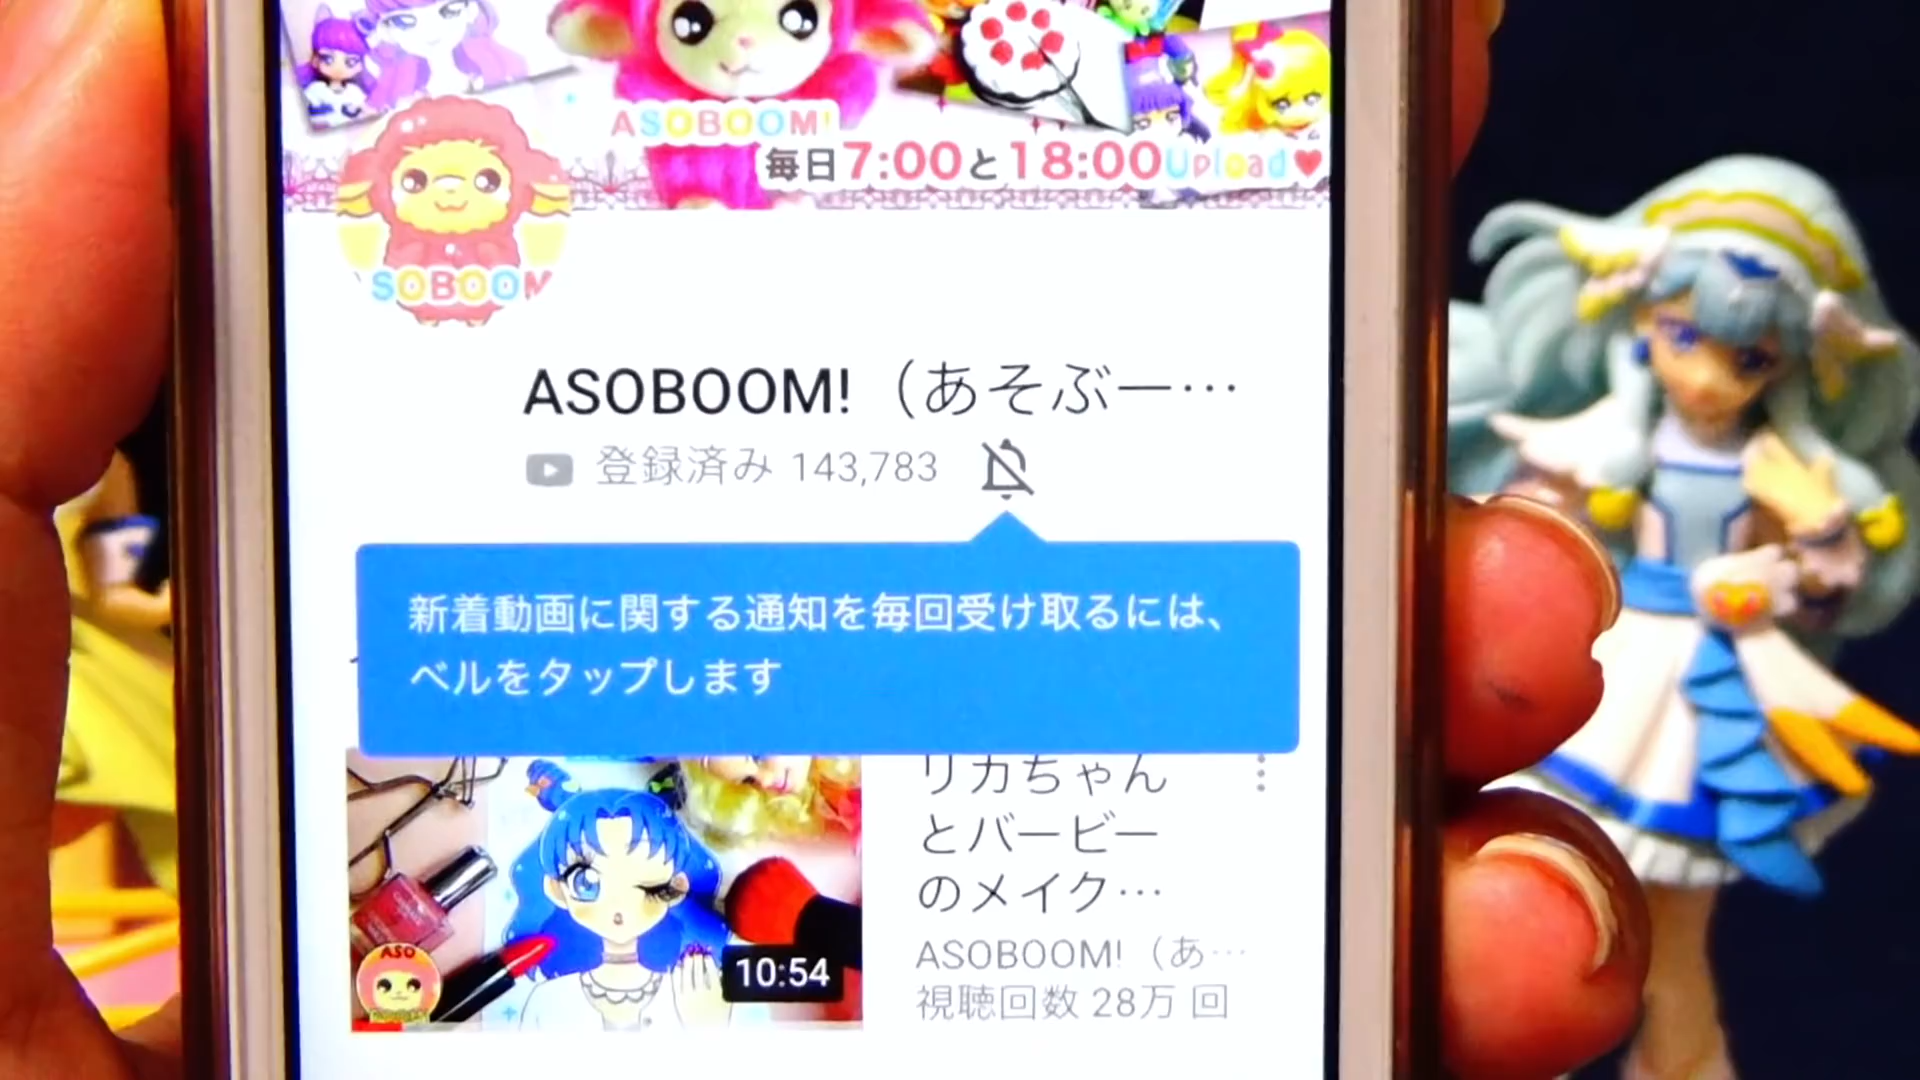 ASOBOOM!
毎日7:00と18:00Upload♥
SOBOOM
ASOBOOM!（あそぶー…
登録済み 143,783
新着動画に関する通知を毎回受け取るには、
ベルをタップします
リカちゃん
とバービー
のメイク…
ASO
10:54
ASOBOOM!（あ…
視聴回数 28万 回